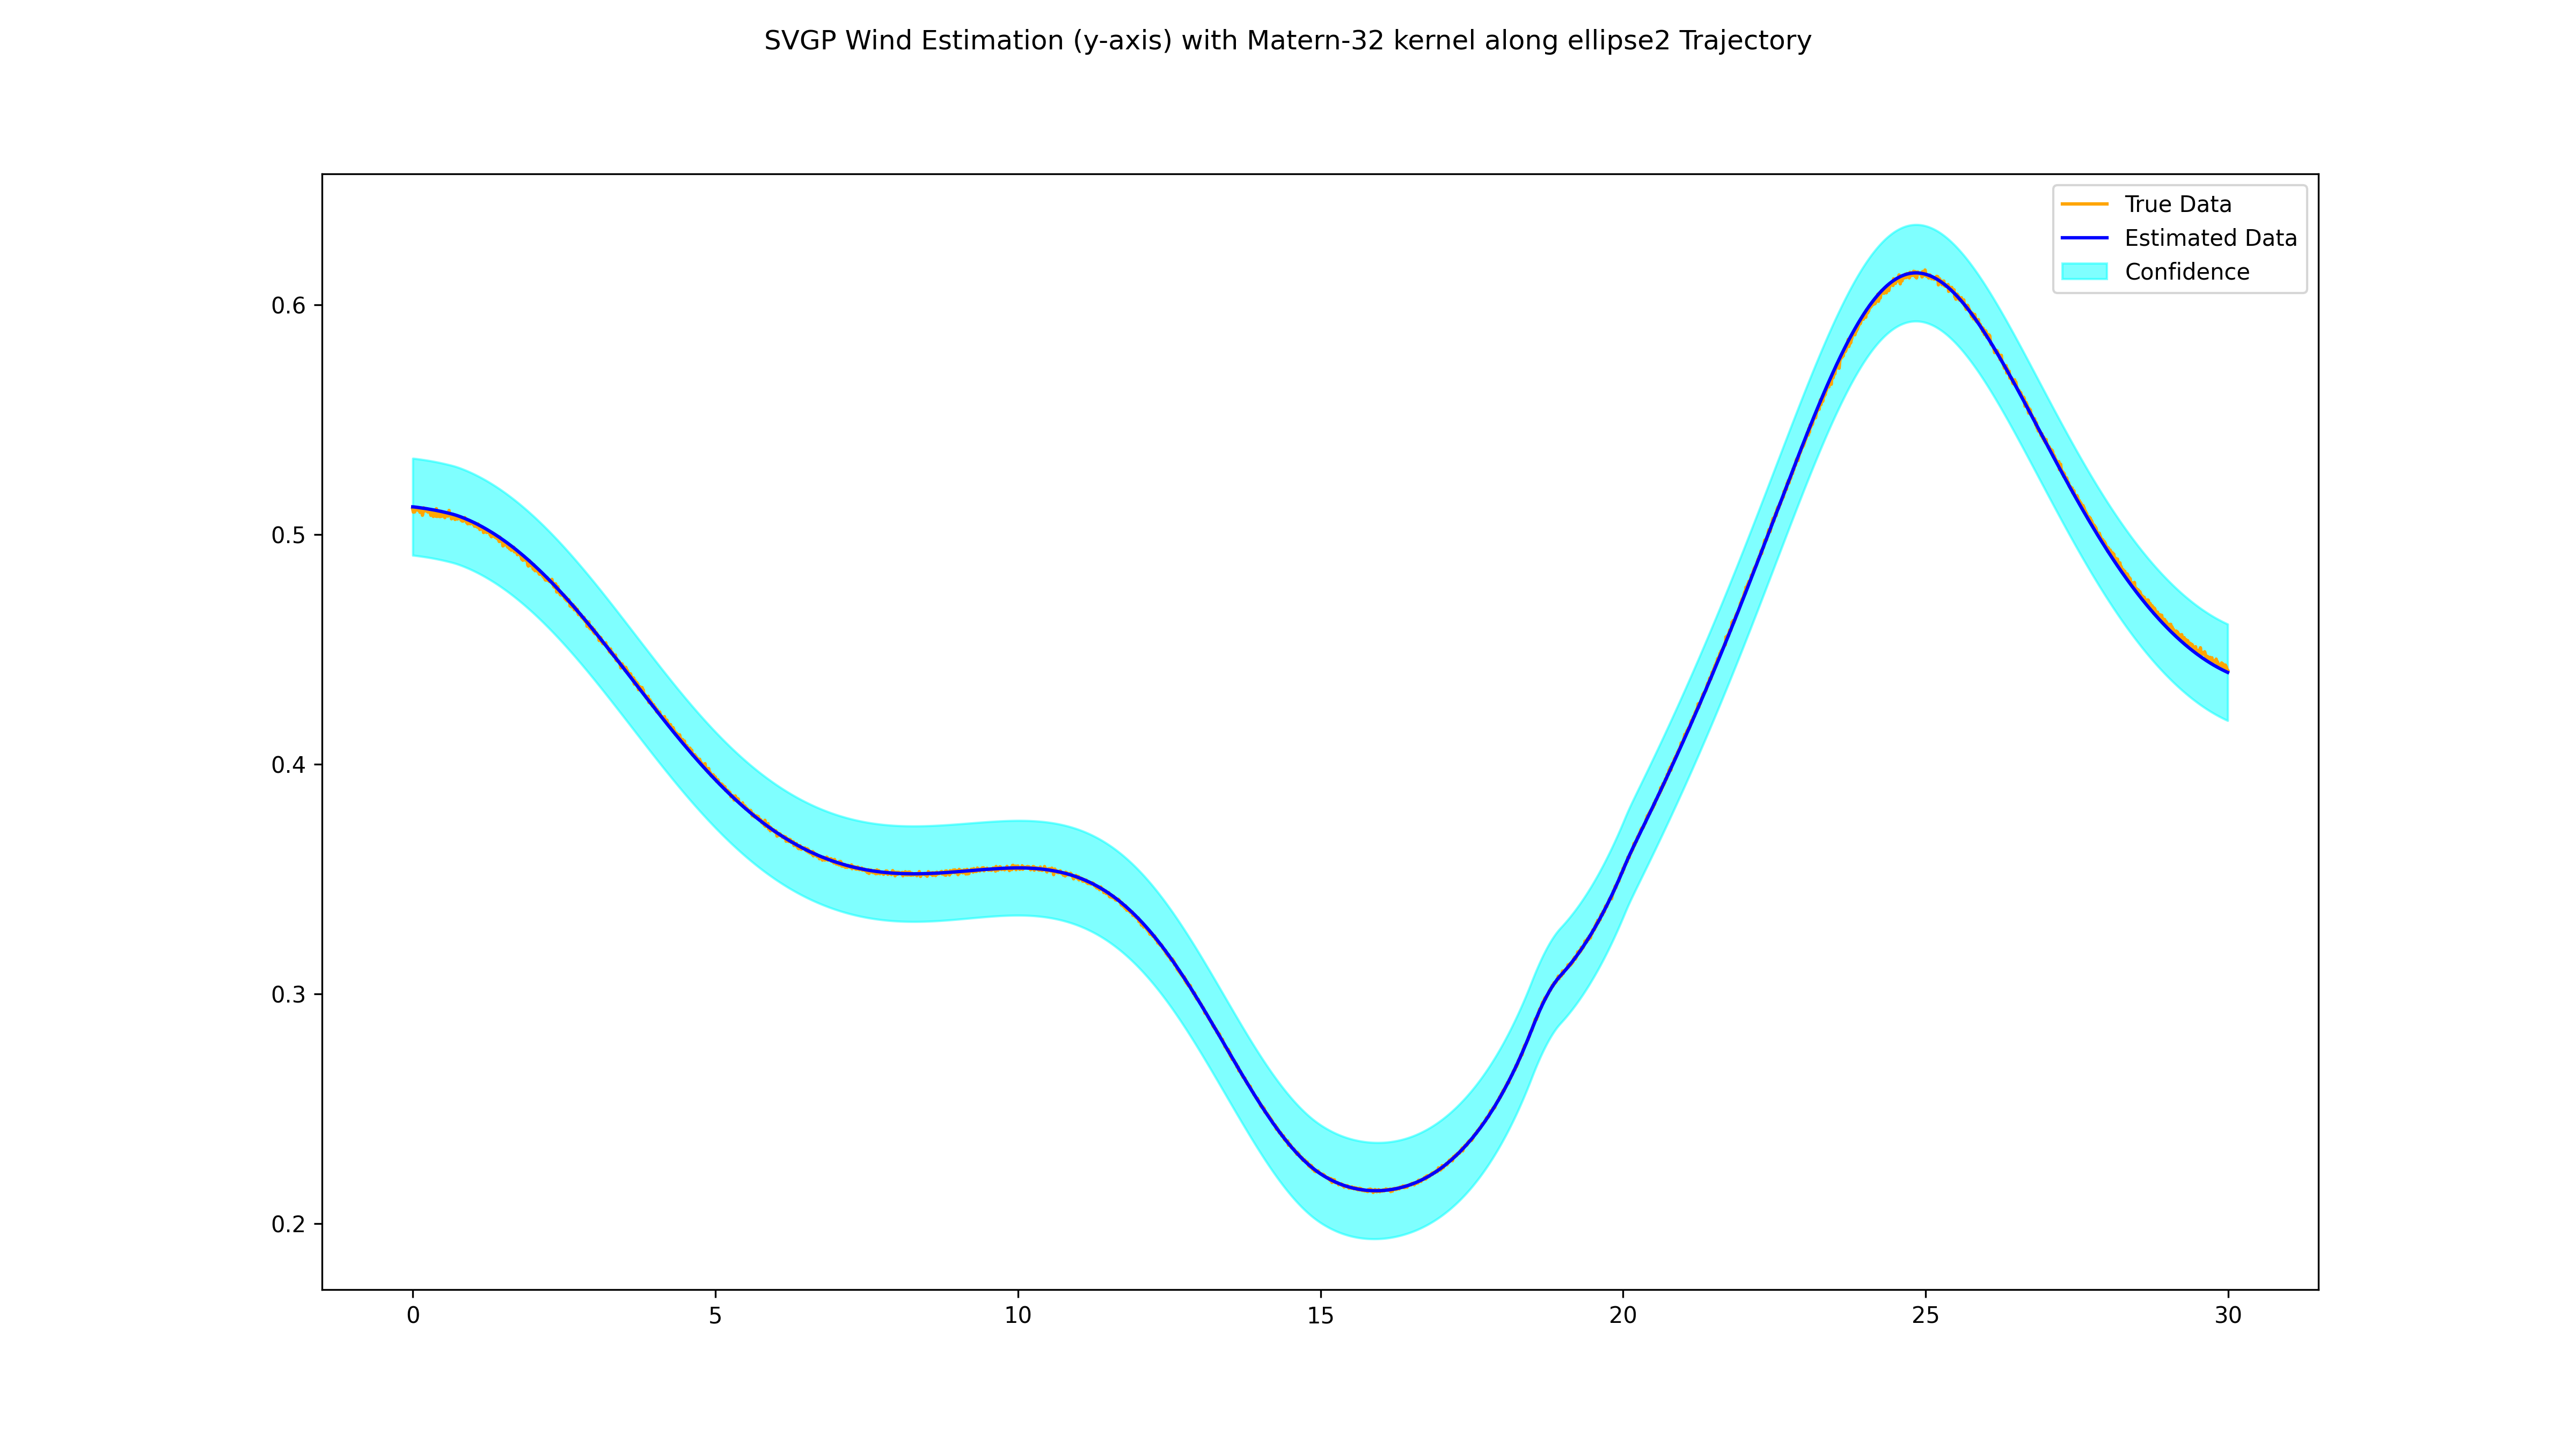 SVGP Wind Estimation (y-axis) with Matern-32 kernel along ellipse2 Trajectory
True Data
Estimated Data
Confidence
0.6
0.5
0.4
0.3
0.2
0 5 10 15 20 25 30